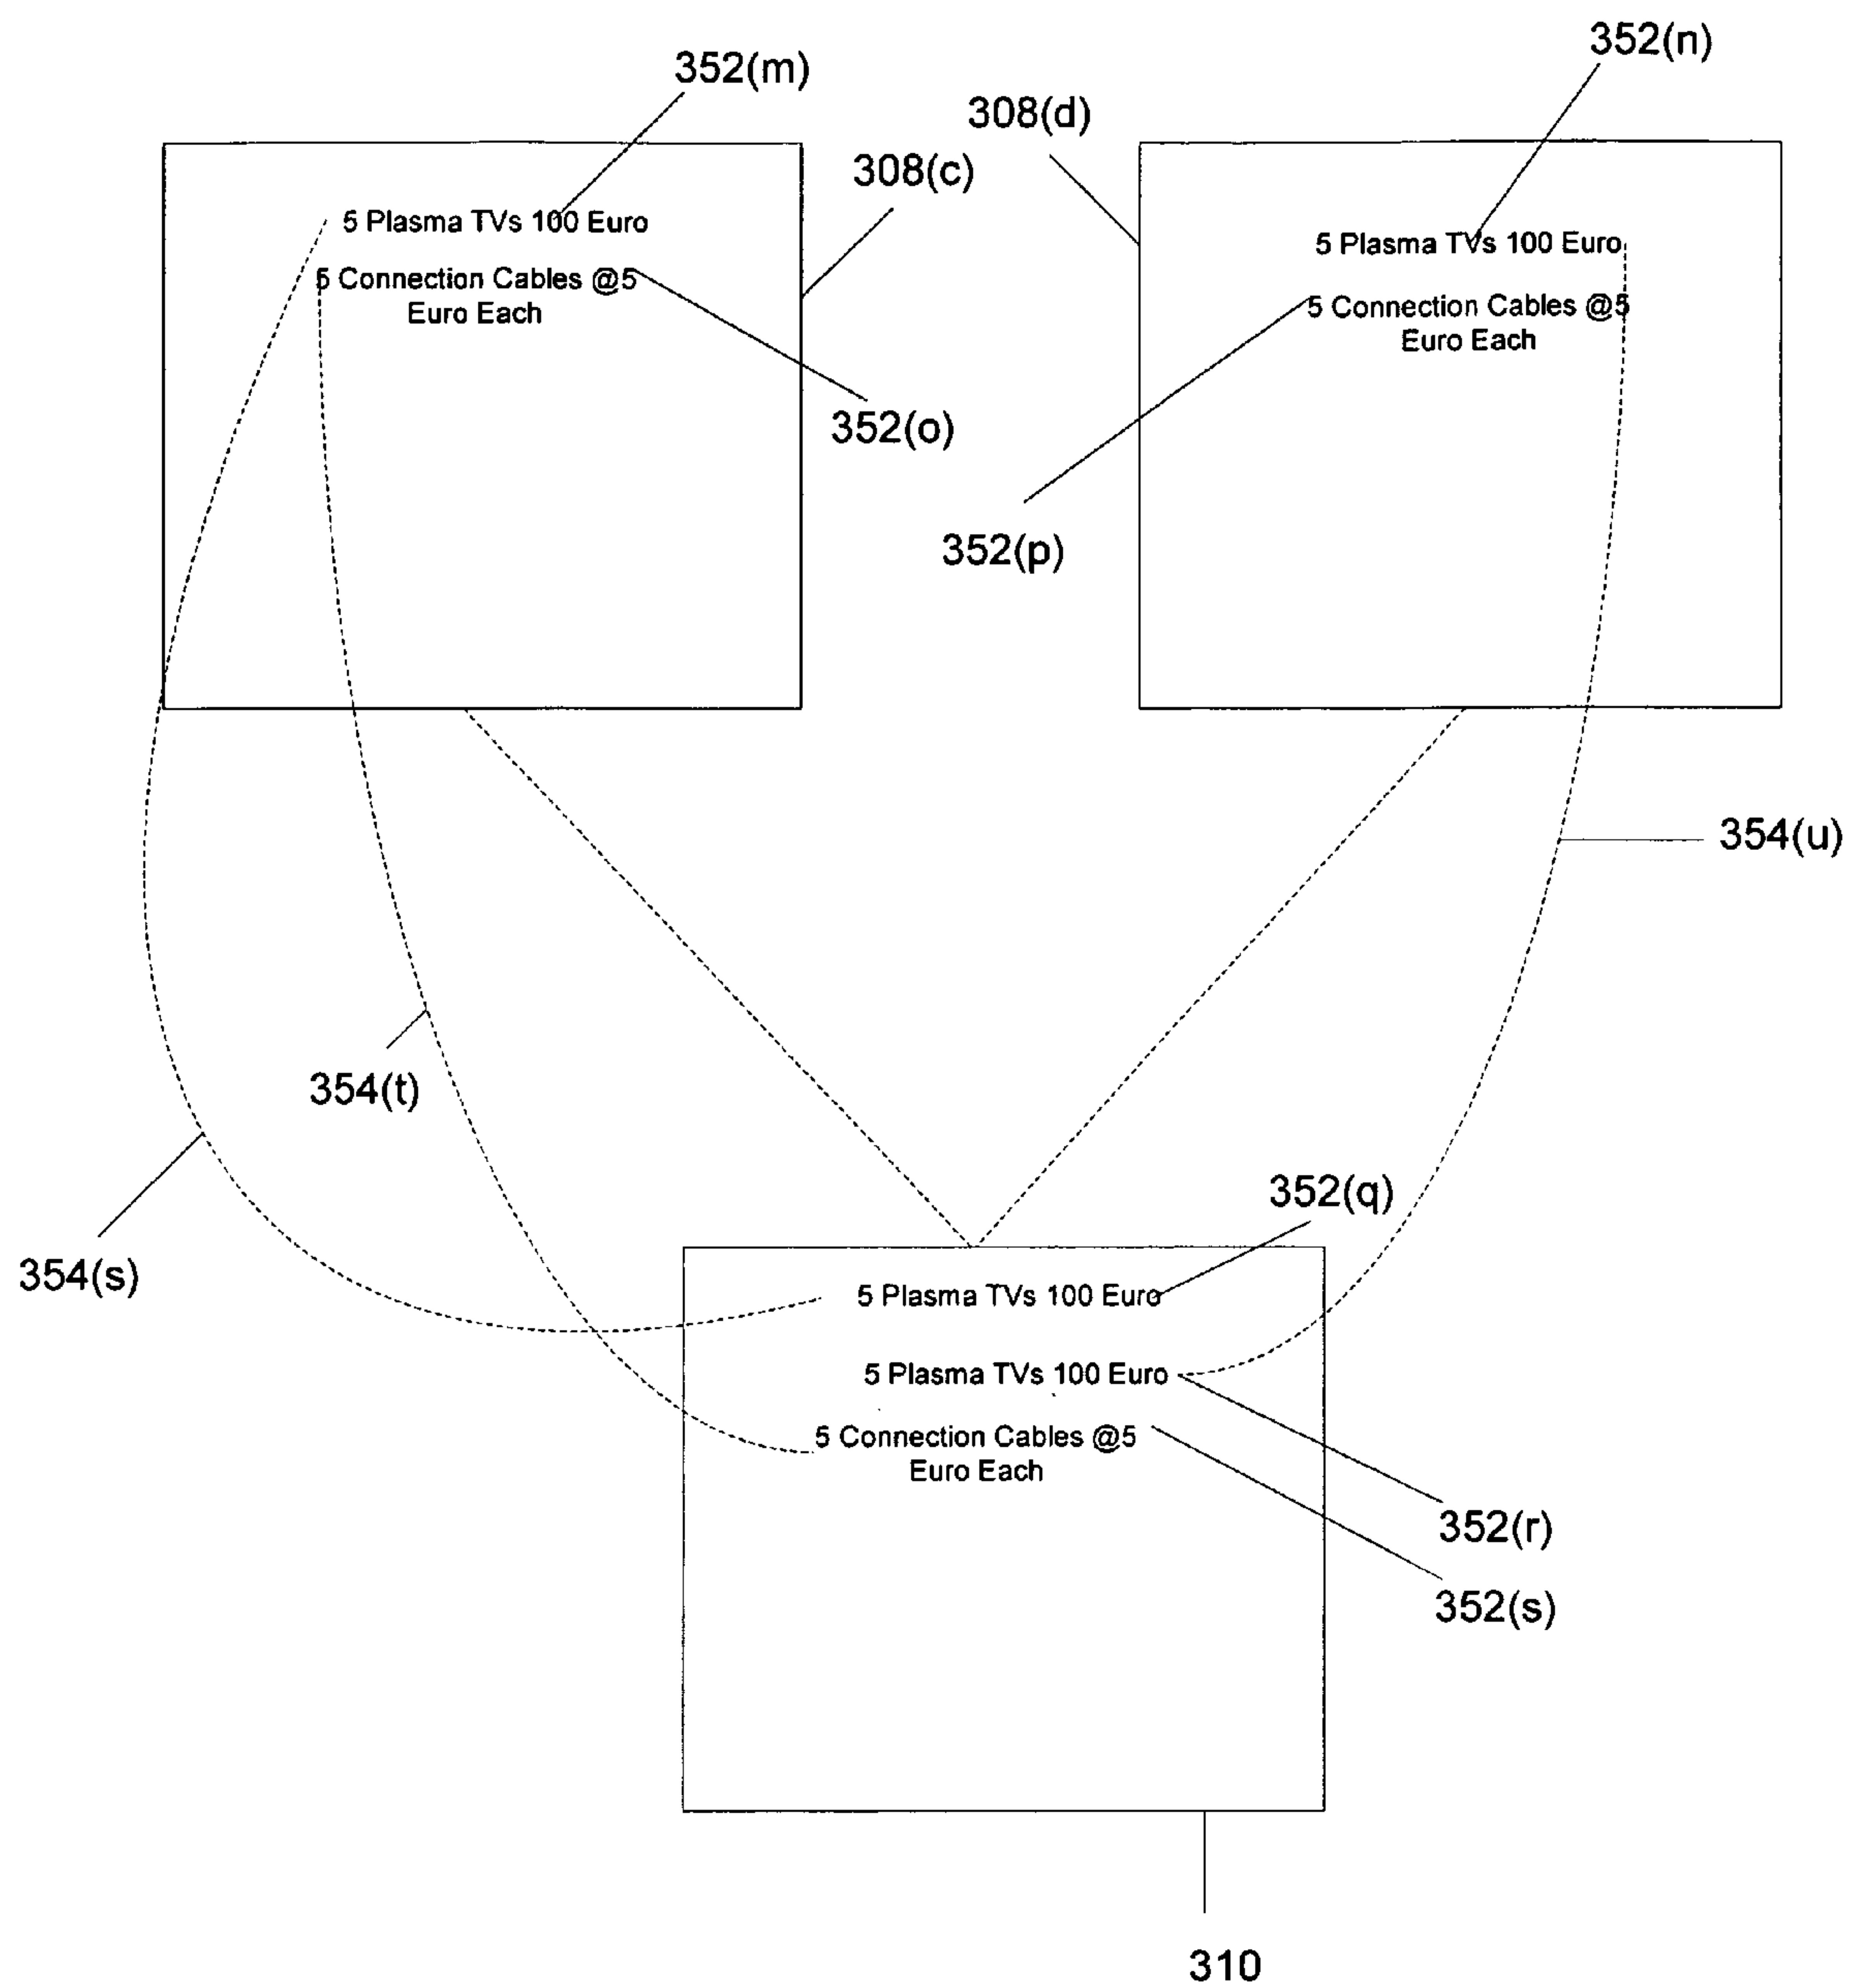 352(n)
352(m)
308(d)
308(c)
5 Plasma TVs 100 Euro
5 Connection Cables @5
Euro Each
5 Plasma TVs 100 Euro
5 Connection Cables @5
Euro Each
352(o)
352(p)
354(u)
354(t)
352(q)
354(s)
5 Plasma TVs 100 Euro
5 Plasma TVs 100 Euro
5 Connection Cables @5
Euro Each
352(r)
352(s)
310